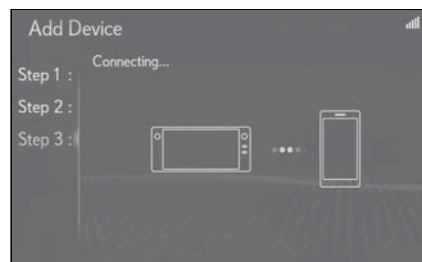 Add Device
Connecting...
Step 1 :
Step 2 :
Step 3 :